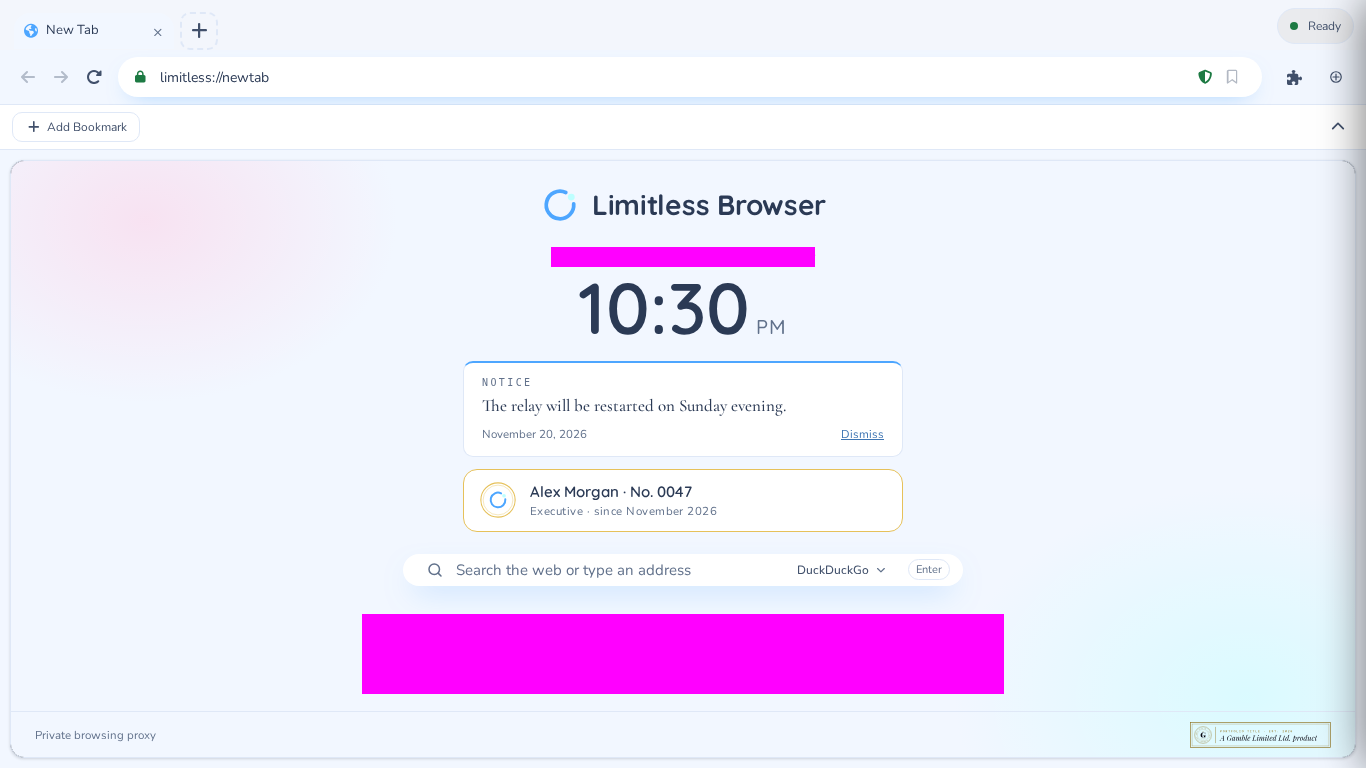 New Tab
Ready
limitless://newtab
Add Bookmark
Limitless Browser
10:30 PM
NOTICE
The relay will be restarted on Sunday evening.
November 20, 2026
Dismiss
Alex Morgan · No. 0047
Executive · since November 2026
Search the web or type an address
DuckDuckGo
Enter
Private browsing proxy
G
A Gamble Limited Ltd. product